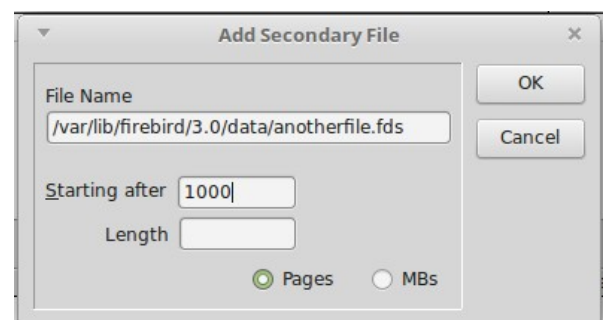 Add Secondary File
File Name
OK
/var/lib/firebird/3.0/data/anotherfile.fds
Cancel
Starting after 1000
Length
Pages MBs